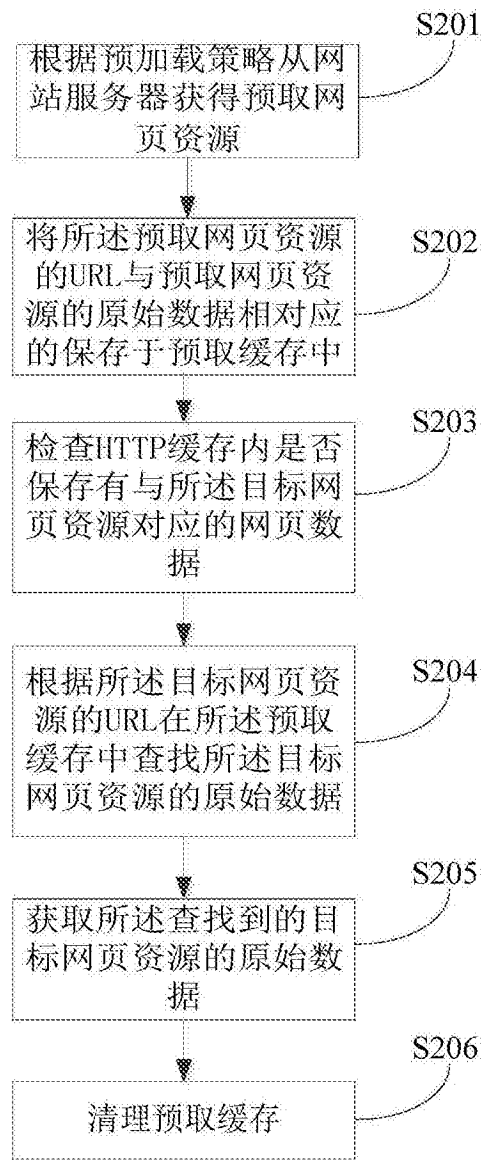 S201
根据预加载策略从网
站服务器获得预取网
页资源
S202
将所述预取网页资源
的URL与预取网页资
源的原始数据相对应
的保存于预取缓存中
S203
检查HTTP缓存内是否
保存有与所述目标网
页资源对应的网页数
据
S204
根据所述目标网页资
源的URL在所述预取
缓存中查找所述目标
网页资源的原始数据
S205
获取所述查找到的目
标网页资源的原始数
据
S206
清理预取缓存